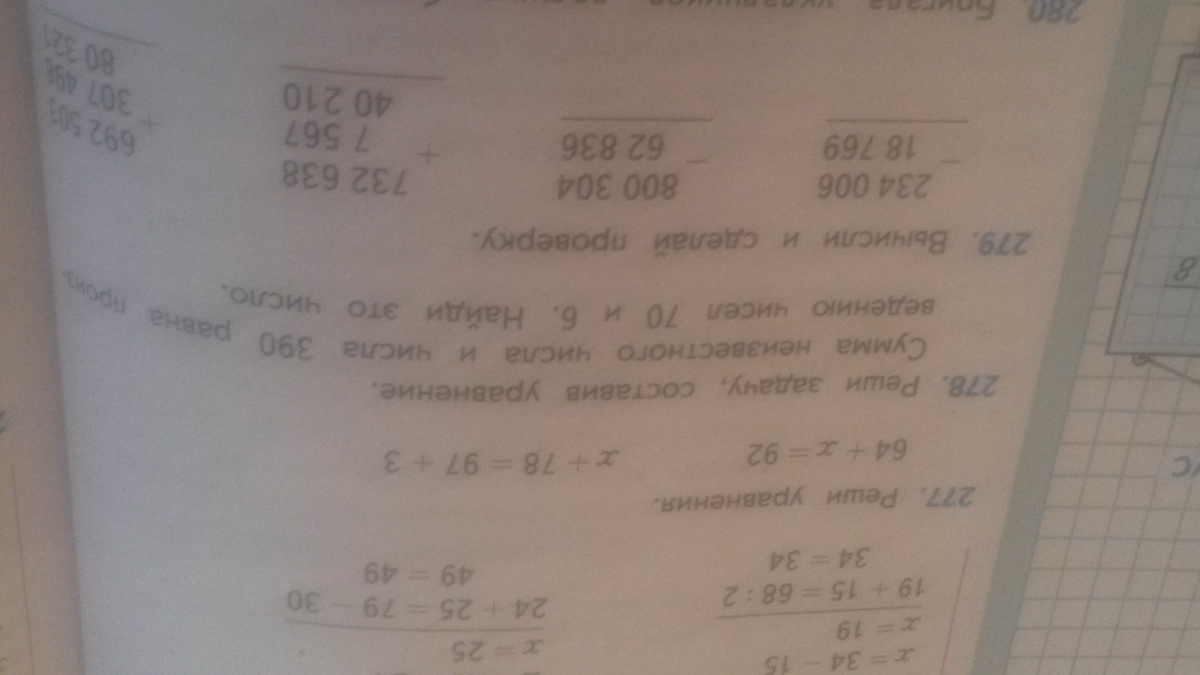 x = 34 − 15
x = 19
x = 25
19 + 15 = 68 : 2
24 + 25 = 79 − 30
34 = 34
49 = 49
277. Реши уравнения.
64 + x = 92
x + 78 = 97 + 3
278. Реши задачу, составив уравнение.
Сумма неизвестного числа и числа 390 равна произ-
ведению чисел 70 и 6. Найди это число.
279. Вычисли и сделай проверку.
234 006
− 18 769
800 304
− 62 836
732 638
+ 7 567
40 210
692 503
+ 307 498
80 321
280. Бригада
8